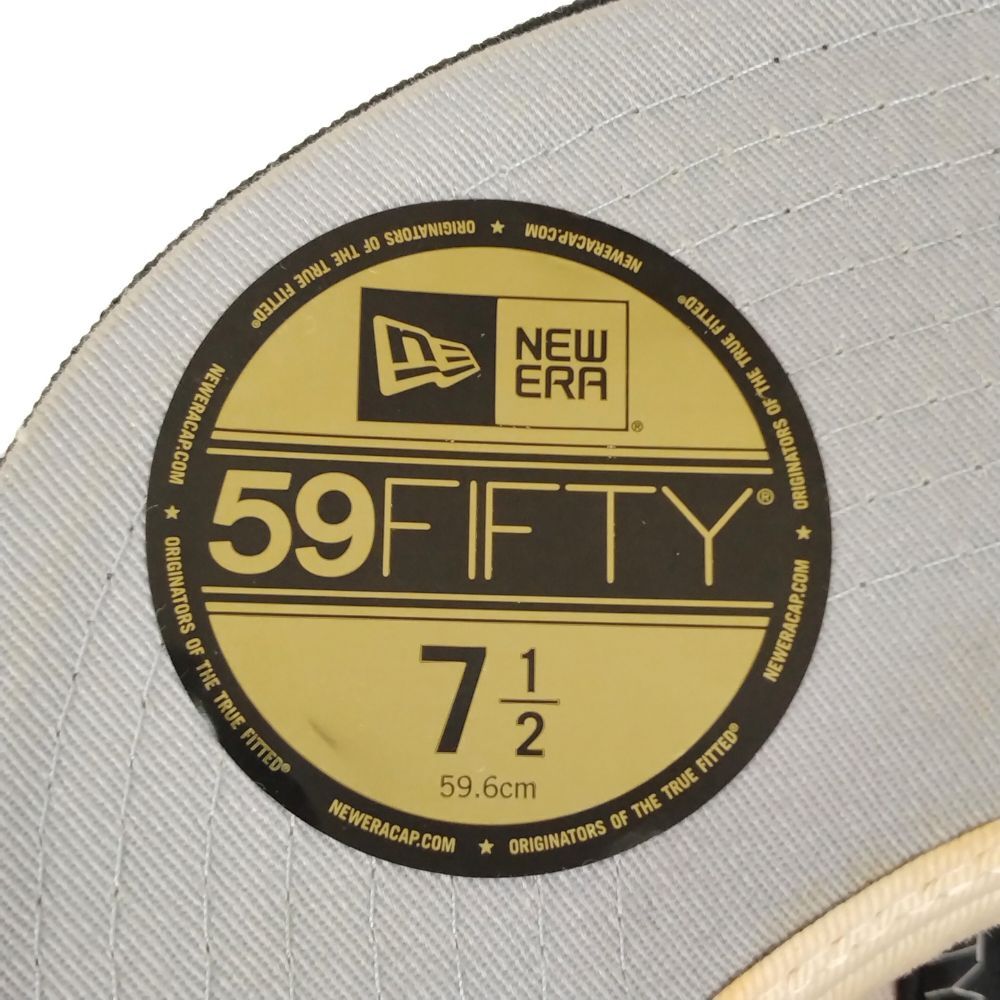 NEW
ERA
®
59FIFTY®
7 1/2
59.6cm
ORIGINATORS OF THE TRUE FITTED® ★ NEWERACAP.COM
ORIGINATORS OF THE TRUE FITTED® ★ NEWERACAP.COM
ORIGINATORS OF THE TRUE FITTED® ★ NEWERACAP.COM
ORIGINATORS OF THE TRUE FITTED® ★ NEWERACAP.COM